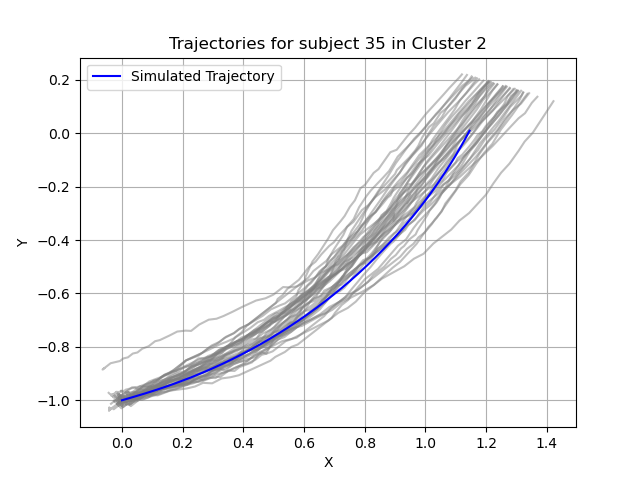 Trajectories for subject 35 in Cluster 2
Simulated Trajectory
0.2
0.0
−0.2
−0.4
−0.6
−0.8
−1.0
Y
0.0 0.2 0.4 0.6 0.8 1.0 1.2 1.4
X